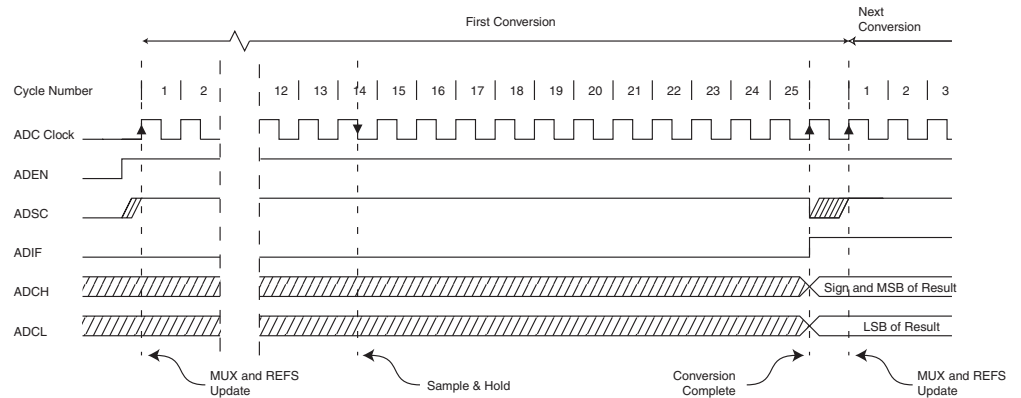 First Conversion
Next
Conversion
Cycle Number 1 2 12 13 14 15 16 17 18 19 20 21 22 23 24 25 1 2 3
ADC Clock
ADEN
ADSC
ADIF
ADCH Sign and MSB of Result
ADCL LSB of Result
MUX and REFS
Update
Sample & Hold
Conversion
Complete
MUX and REFS
Update